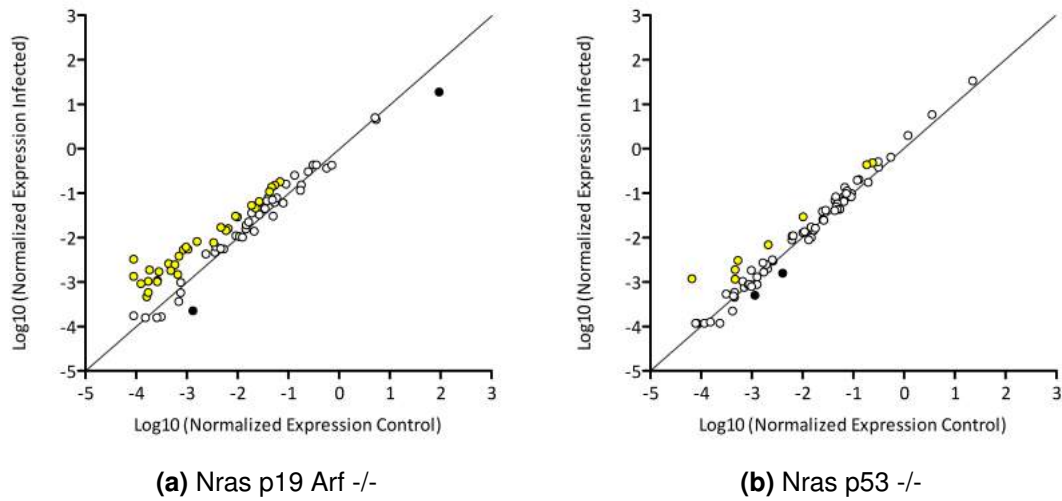 3
2
1
0
-1
-2
-3
-4
-5
-5 -4 -3 -2 -1 0 1 2 3
Log10 (Normalized Expression Infected)
Log10 (Normalized Expression Control)
(a) Nras p19 Arf -/-
3
2
1
0
-1
-2
-3
-4
-5
-5 -4 -3 -2 -1 0 1 2 3
Log10 (Normalized Expression Infected)
Log10 (Normalized Expression Control)
(b) Nras p53 -/-